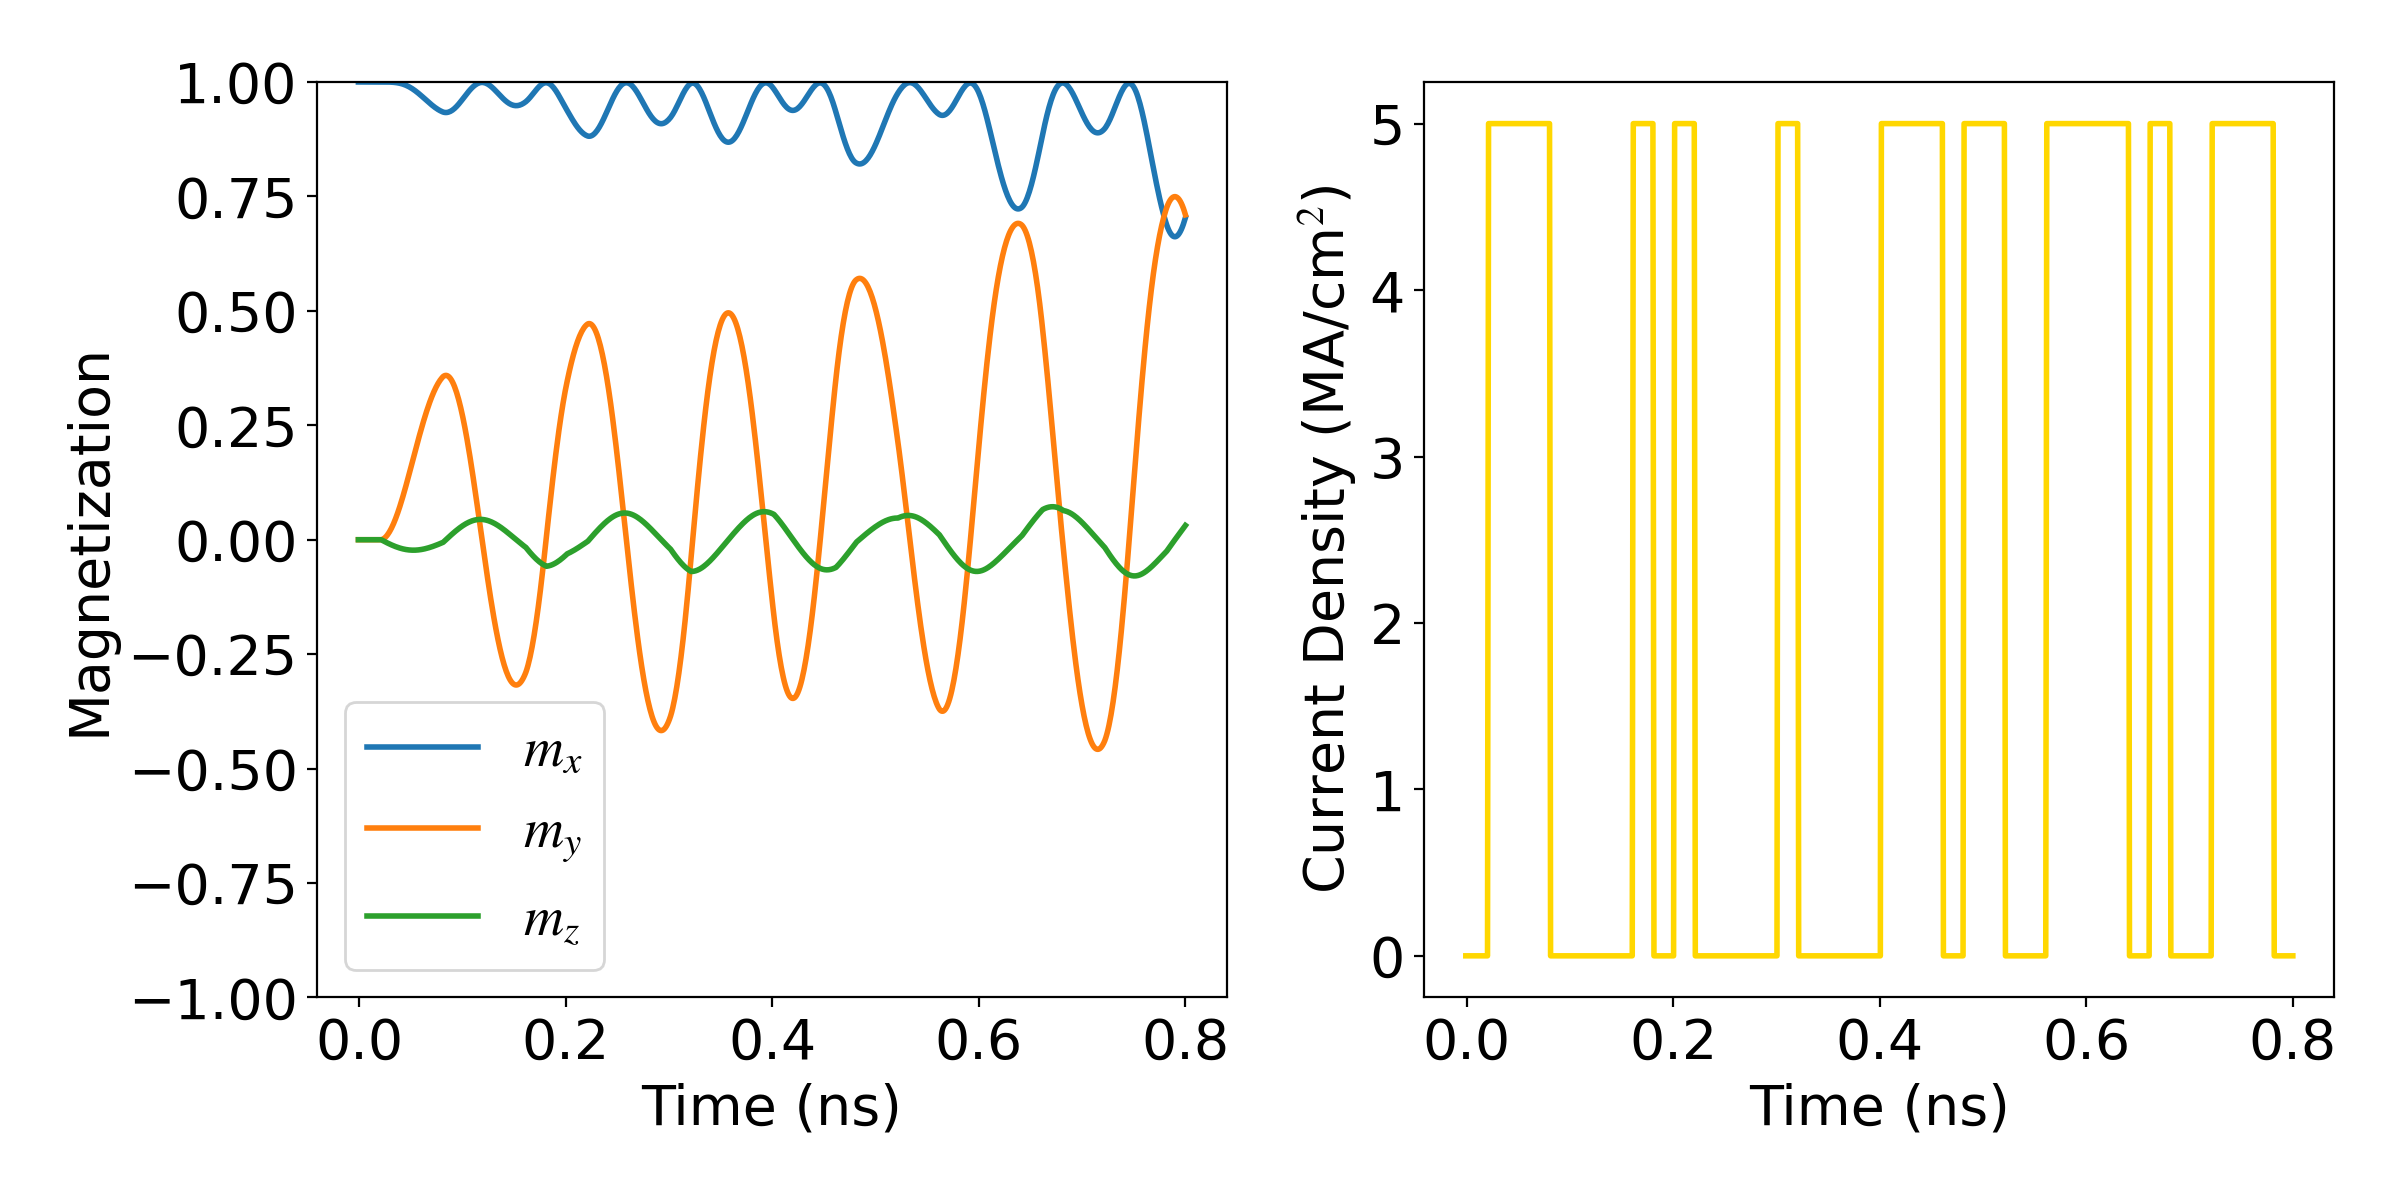 Magnetization
1.00
0.75
0.50
0.25
0.00
−0.25
−0.50
−0.75
−1.00
m_x
m_y
m_z
0.0 0.2 0.4 0.6 0.8
Time (ns)
Current Density (MA/cm²)
5
4
3
2
1
0
0.0 0.2 0.4 0.6 0.8
Time (ns)